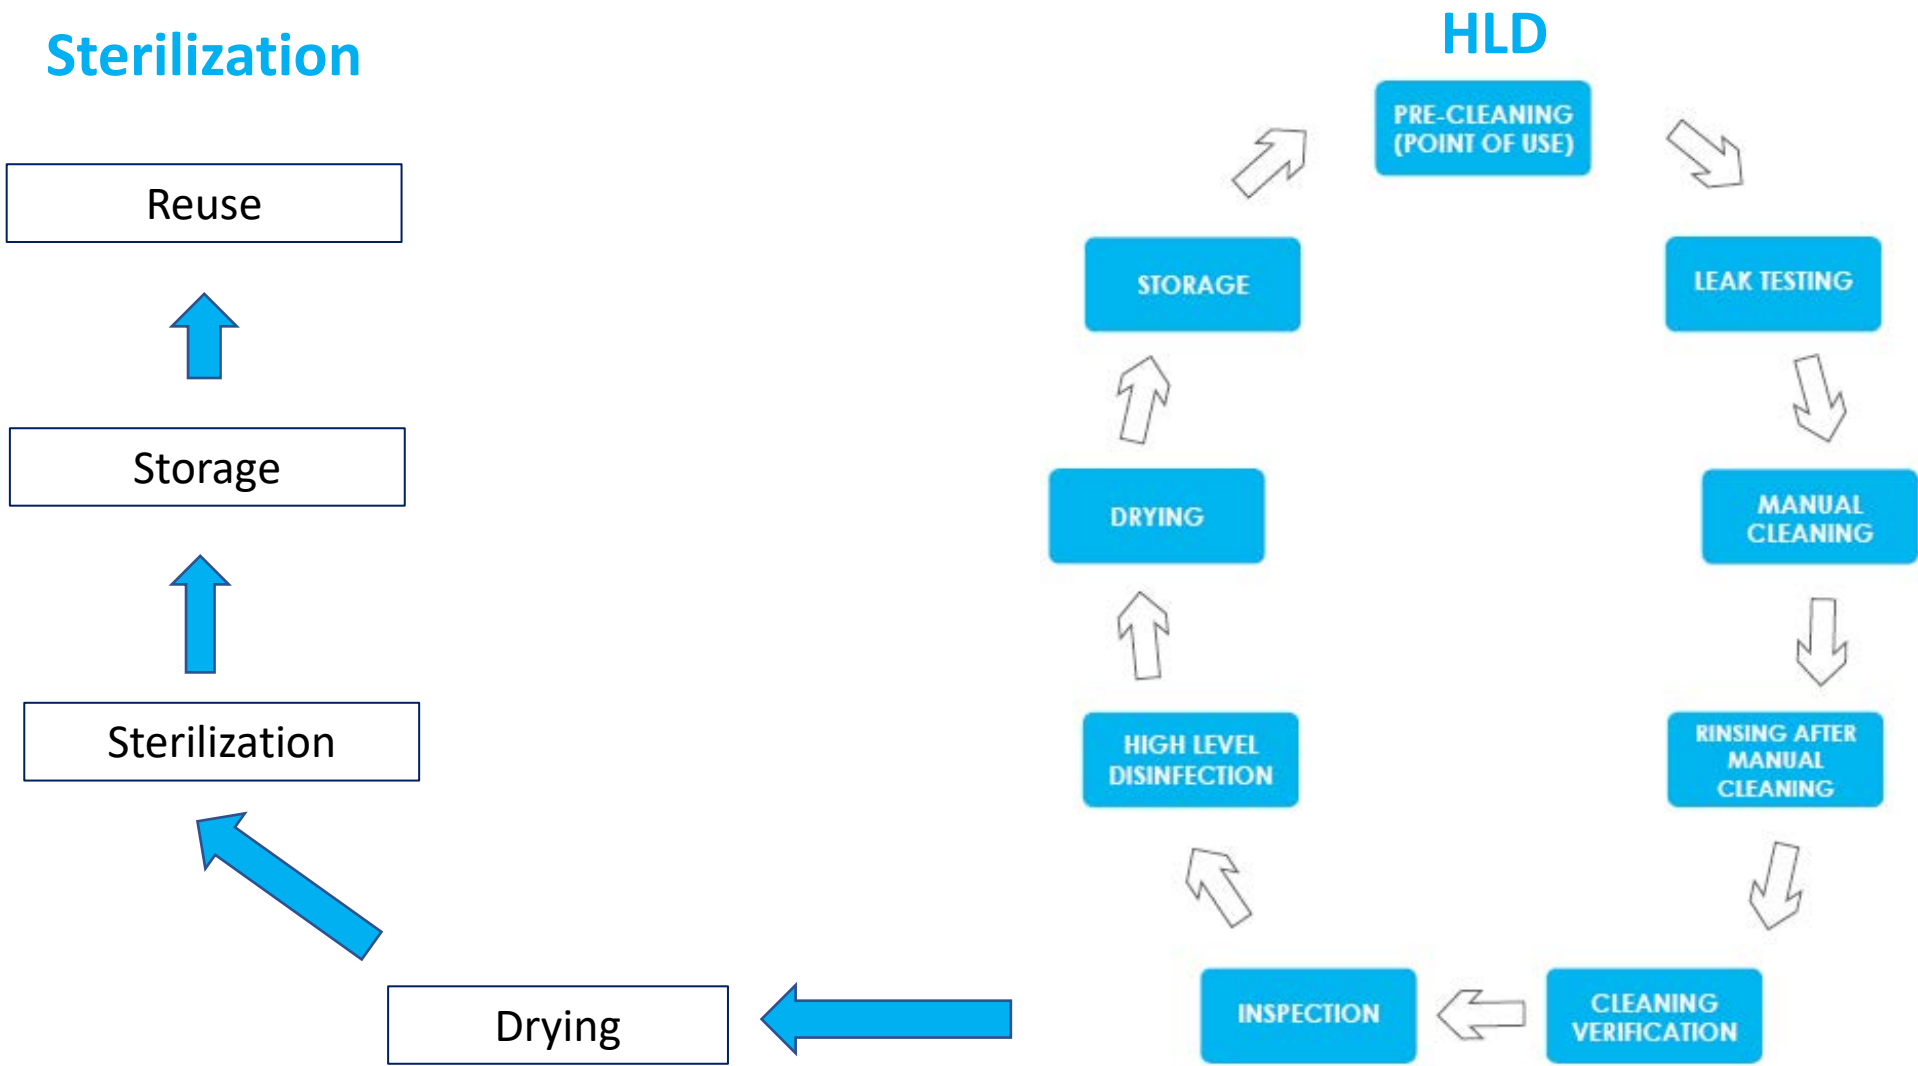 Sterilization
Reuse
Storage
Sterilization
Drying
HLD
PRE-CLEANING
(POINT OF USE)
LEAK TESTING
MANUAL
CLEANING
RINSING AFTER
MANUAL
CLEANING
CLEANING
VERIFICATION
INSPECTION
HIGH LEVEL
DISINFECTION
DRYING
STORAGE